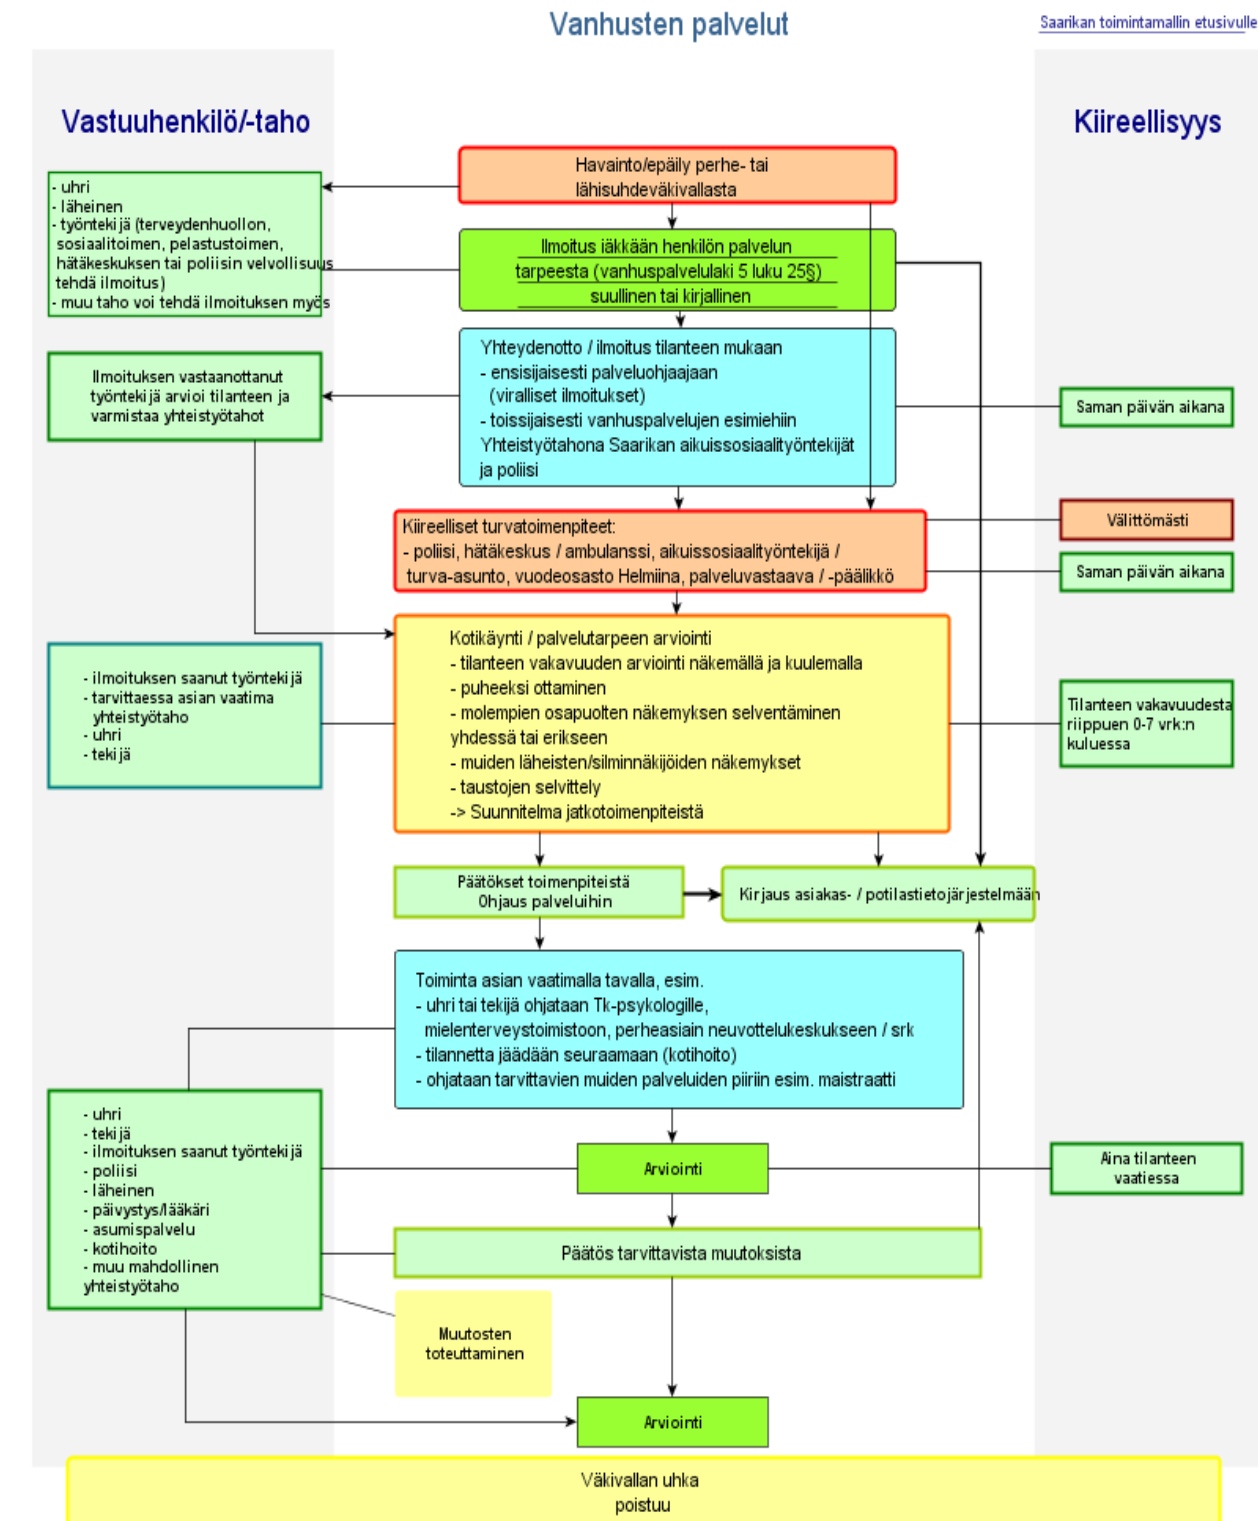 Vanhusten palvelut
Saarikan toimintamallin etusivulle
Vastuuhenkilö/-taho
Kiireellisyys
Havainto/epäily perhe- tai
lähisuhdeväkivallasta
- uhri
- läheinen
- työntekijä (terveydenhuollon,
sosiaalitoimen, pelastustoimen,
hätäkeskuksen tai poliisin velvollisuus
tehdä ilmoitus)
- muu taho voi tehdä ilmoituksen myös
Ilmoitus iäkkään henkilön palvelun
tarpeesta (vanhuspalvelulaki 5 luku 25§)
suullinen tai kirjallinen
Yhteydenotto / ilmoitus tilanteen mukaan
- ensisijaisesti palveluohjaajaan
(viralliset ilmoitukset)
- toissijaisesti vanhuspalvelujen esimiehiin
Yhteistyötahona Saarikan aikuissosiaalityöntekijät
ja poliisi
Ilmoituksen vastaanottanut
työntekijä arvioi tilanteen ja
varmistaa yhteistyötahot
Saman päivän aikana
Kiireelliset turvatoimenpiteet:
- poliisi, hätäkeskus / ambulanssi, aikuissosiaalityöntekijä /
turva-asunto, vuodeosasto Helmiina, palveluvastaava / -päälikkö
Välittömästi
Saman päivän aikana
Kotikäynti / palvelutarpeen arviointi
- tilanteen vakavuuden arviointi näkemällä ja kuulemalla
- puheeksi ottaminen
- molempien osapuolten näkemyksen selventäminen
yhdessä tai erikseen
- muiden läheisten/silminnäkijöiden näkemykset
- taustojen selvittely
-> Suunnitelma jatkotoimenpiteistä
- ilmoituksen saanut työntekijä
- tarvittaessa asian vaatima
yhteistyötaho
- uhri
- tekijä
Tilanteen vakavuudesta
riippuen 0-7 vrk:n
kuluessa
Päätökset toimenpiteistä
Ohjaus palveluihin
Kirjaus asiakas- / potilastietojärjestelmään
Toiminta asian vaatimalla tavalla, esim.
- uhri tai tekijä ohjataan Tk-psykologille,
mielenterveystoimistoon, perheasiain neuvottelukeskukseen / srk
- tilannetta jäädään seuraamaan (kotihoito)
- ohjataan tarvittavien muiden palveluiden piiriin esim. maistraatti
- uhri
- tekijä
- ilmoituksen saanut työntekijä
- poliisi
- läheinen
- päivystys/lääkäri
- asumispalvelu
- kotihoito
- muu mahdollinen
yhteistyötaho
Arviointi
Aina tilanteen
vaatiessa
Päätös tarvittavista muutoksista
Muutosten
toteuttaminen
Arviointi
Väkivallan uhka
poistuu